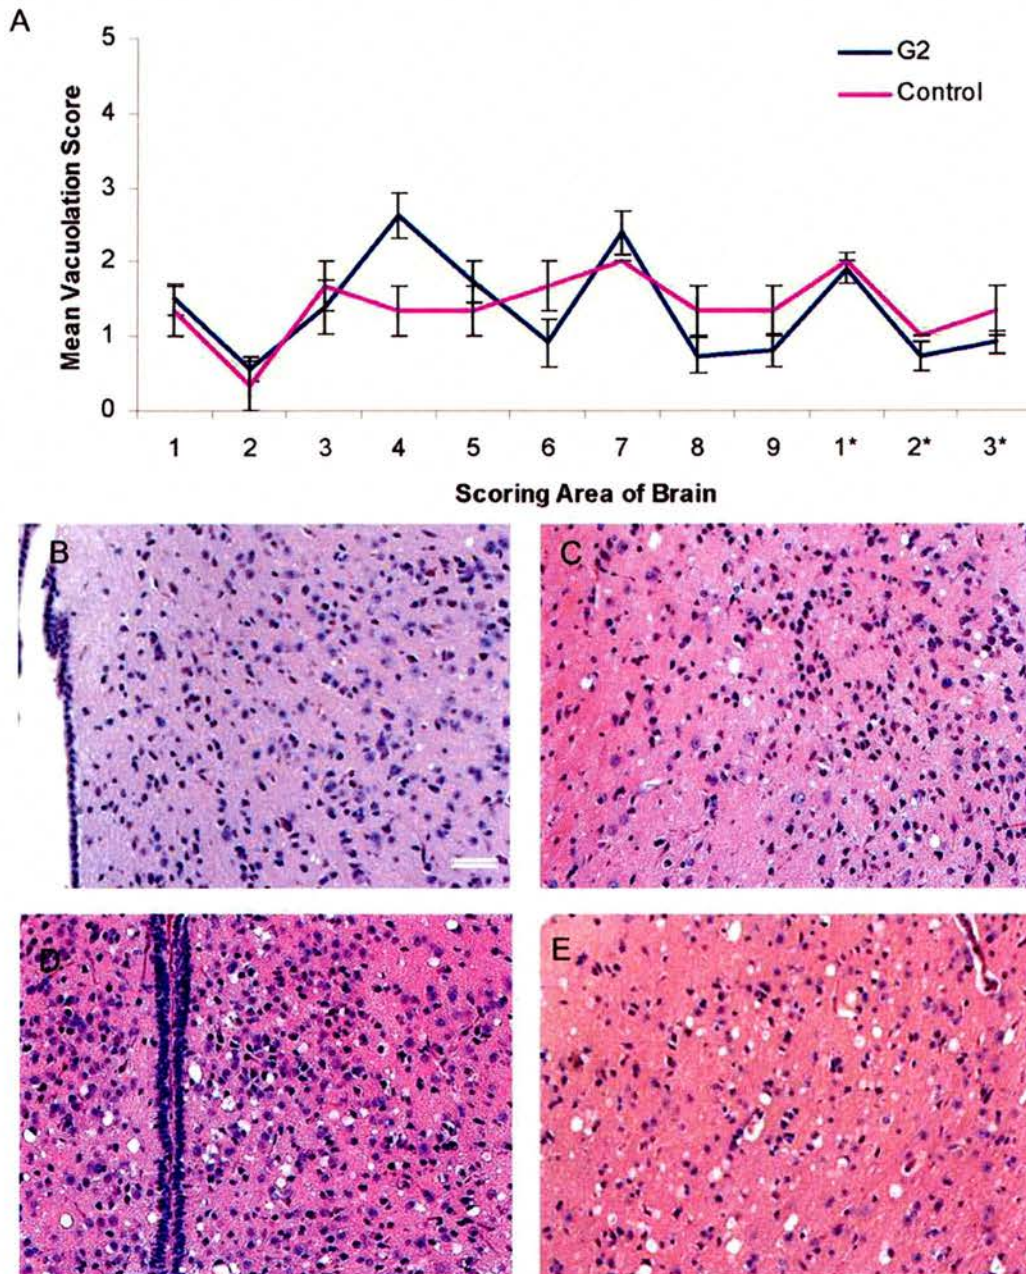 A
5
4
3
2
1
0
Mean Vacuolation Score
G2
Control
1 2 3 4 5 6 7 8 9 1* 2* 3*
Scoring Area of Brain
B
C
D
E